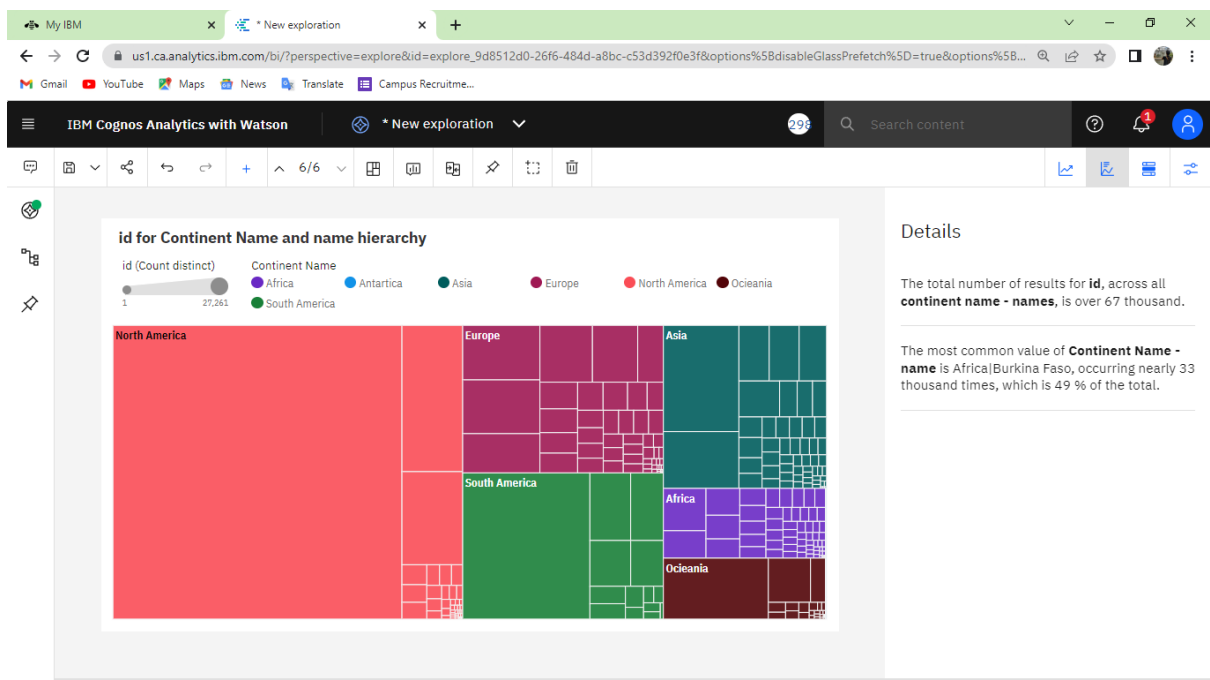 My IBM
* New exploration
us1.ca.analytics.ibm.com/bi/?perspective=explore&id=explore_9d8512d0-26f6-484d-a8bc-c53d392f0e3f&options%5BdisableGlassPrefetch%5D=true&options%5B...
Gmail YouTube Maps News Translate Campus Recruitme...
IBM Cognos Analytics with Watson * New exploration 298 Search content 1
6/6
id for Continent Name and name hierarchy
id (Count distinct) Continent Name
Africa Antartica Asia Europe North America Ocieania
1 27,261 South America
North America Europe Asia
South America
Africa
Ocieania
Details
The total number of results for id, across all
continent name - names, is over 67 thousand.
The most common value of Continent Name -
name is Africa|Burkina Faso, occurring nearly 33
thousand times, which is 49 % of the total.